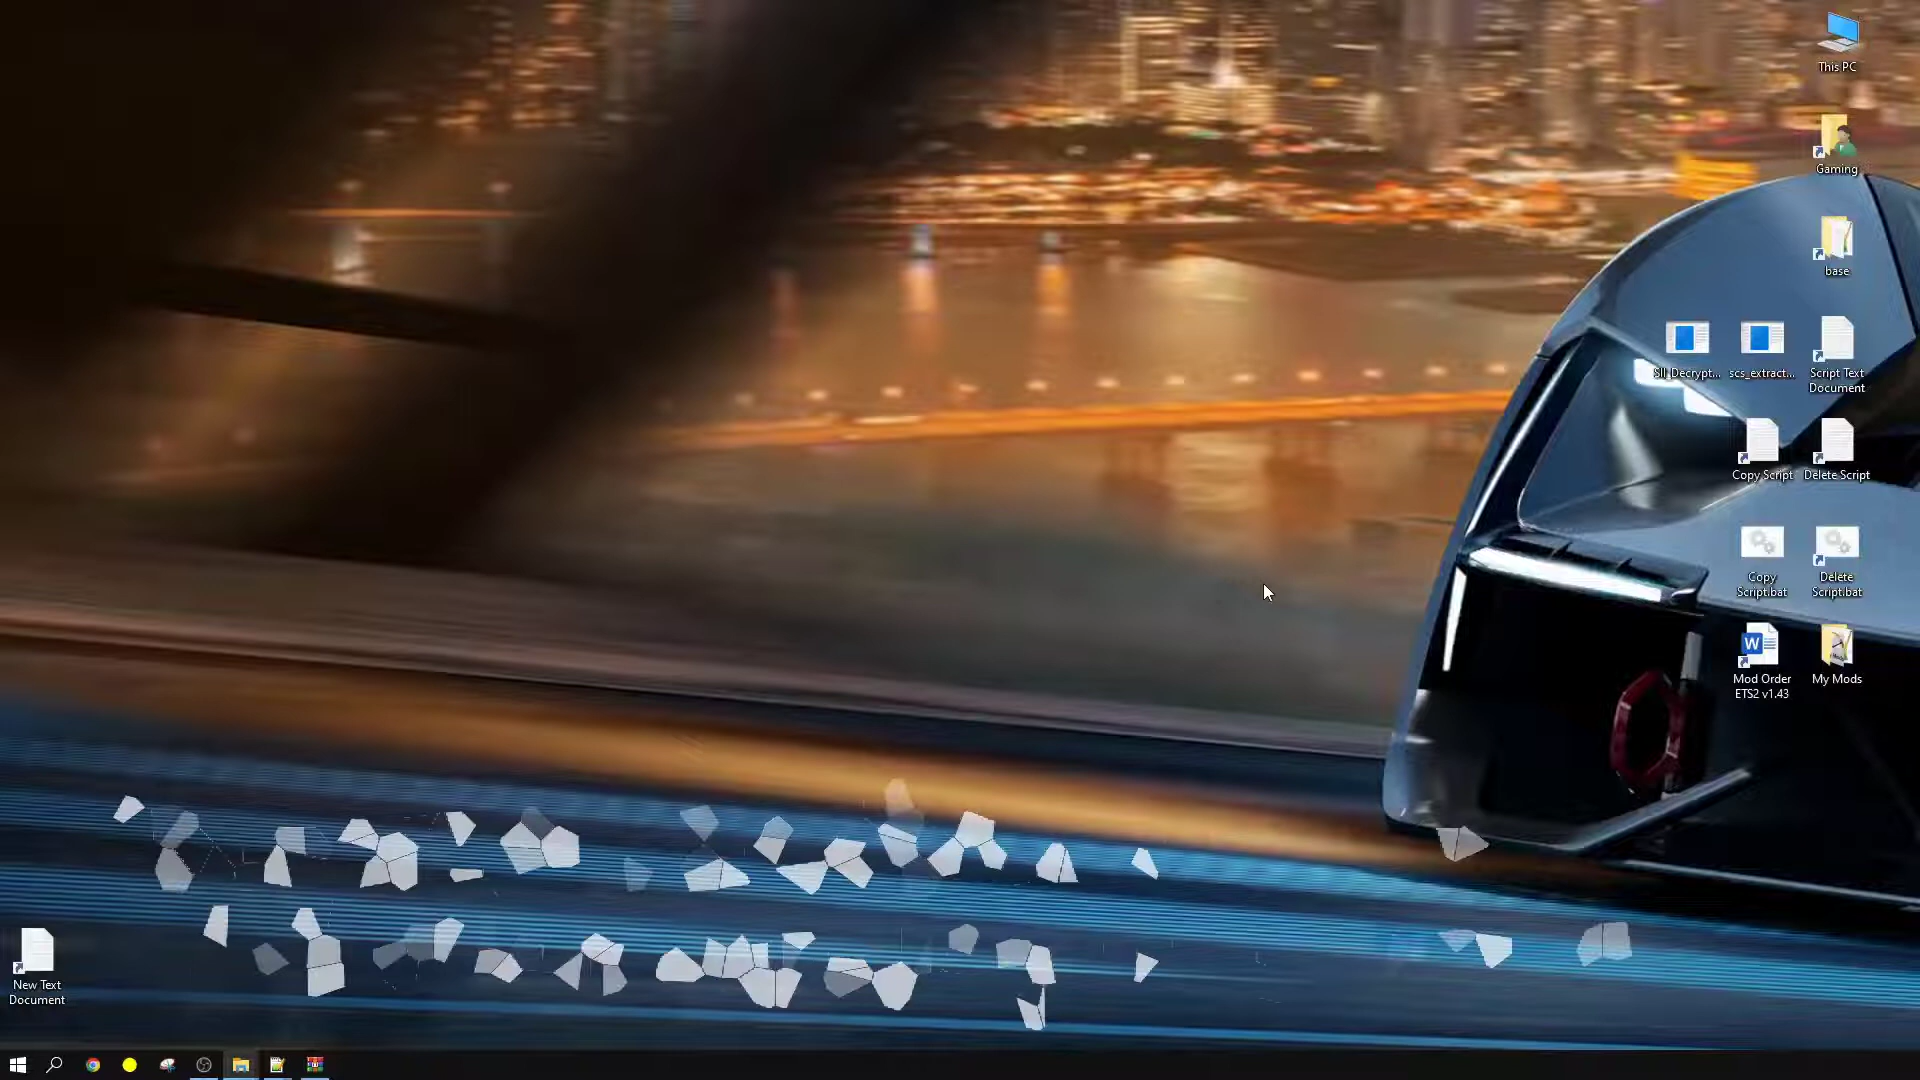 This PC
Gaming
base
SII_Decrypt...
scs_extract...
Script Text
Document
Copy Script
Delete Script
Copy
Script.bat
Delete
Script.bat
Mod Order
ETS2 v1.43
My Mods
New Text
Document